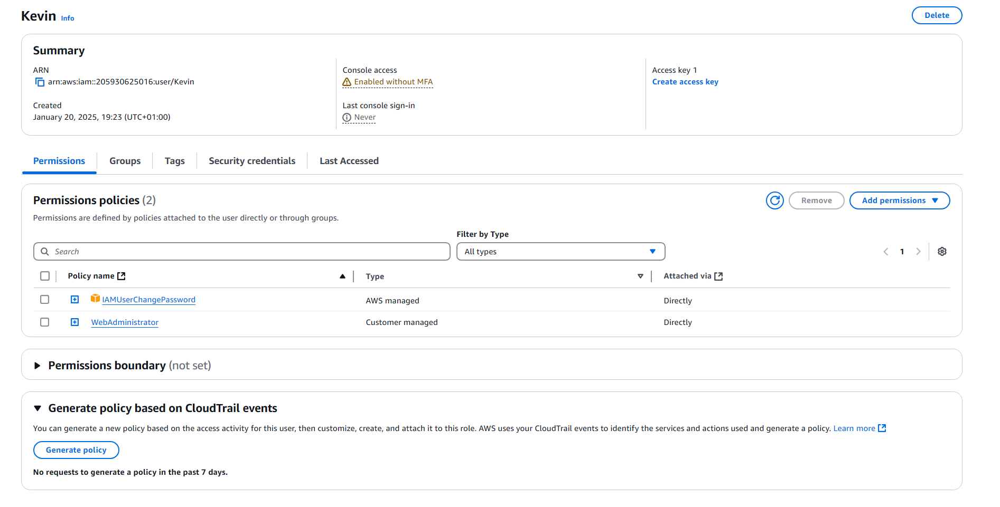 Kevin Info
Delete
Summary
ARN
arn:aws:iam::205930625016:user/Kevin
Created
January 20, 2025, 19:23 (UTC+01:00)
Console access
Enabled without MFA
Last console sign-in
Never
Access key 1
Create access key
Permissions
Groups
Tags
Security credentials
Last Accessed
Permissions policies (2)
Remove
Add permissions
Permissions are defined by policies attached to the user directly or through groups.
Filter by Type
Search
All types
1
Policy name
Type
Attached via
IAMUserChangePassword
AWS managed
Directly
WebAdministrator
Customer managed
Directly
Permissions boundary (not set)
Generate policy based on CloudTrail events
You can generate a new policy based on the access activity for this user, then customize, create, and attach it to this role. AWS uses your CloudTrail events to identify the services and actions used and generate a policy. Learn more
Generate policy
No requests to generate a policy in the past 7 days.